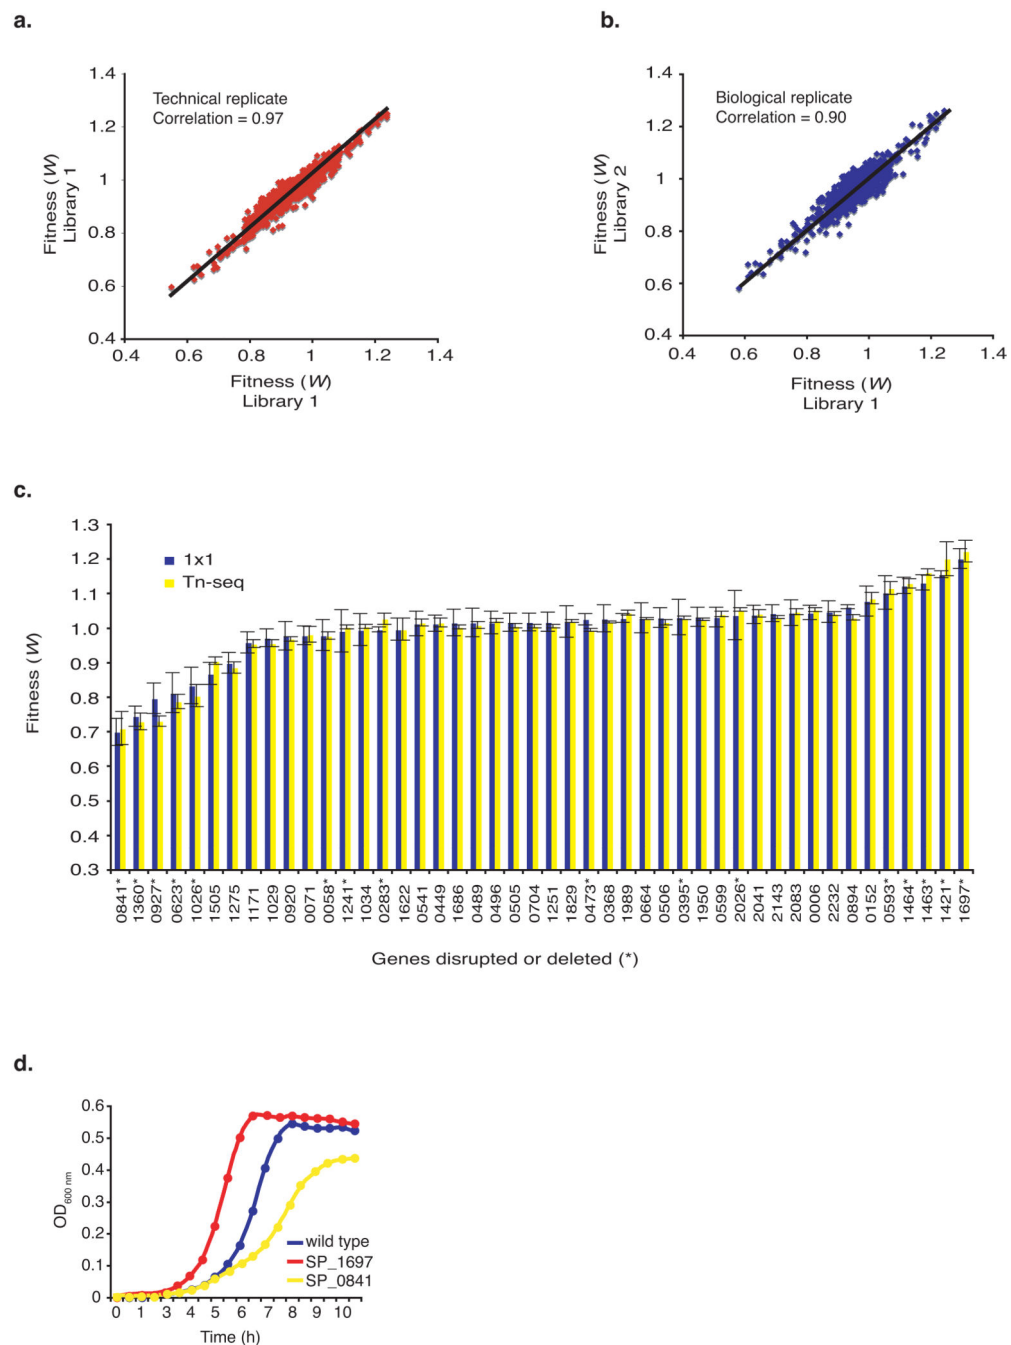 a.
Technical replicate
Correlation = 0.97
Fitness (W)
Library 1
1.4
1.2
1
0.8
0.6
0.4
0.4 0.6 0.8 1 1.2 1.4
Fitness (W)
Library 1
b.
Biological replicate
Correlation = 0.90
Fitness (W)
Library 2
1.4
1.2
1
0.8
0.6
0.4
0.4 0.6 0.8 1 1.2 1.4
Fitness (W)
Library 1
c.
1x1
Tn-seq
Fitness (W)
1.3
1.2
1.1
1.0
0.9
0.8
0.7
0.6
0.5
0.4
0.3
0841* 1360* 0927* 0623* 1026* 1505 1275 1171 1029 0920 0071 0058* 1241* 1034 0283* 1622 0541 0449 1686 0489 0496 0505 0704 1251 1829 0473* 0368 1989 0664 0506 0395* 1950 0599 2026* 2041 2143 2083 0006 2232 0894 0152 0593* 1464* 1463* 1421* 1697*
Genes disrupted or deleted (*)
d.
OD600 nm
0.6
0.5
0.4
0.3
0.2
0.1
0
wild type
SP_1697
SP_0841
0 1 3 4 5 6 7 8 9 10
Time (h)